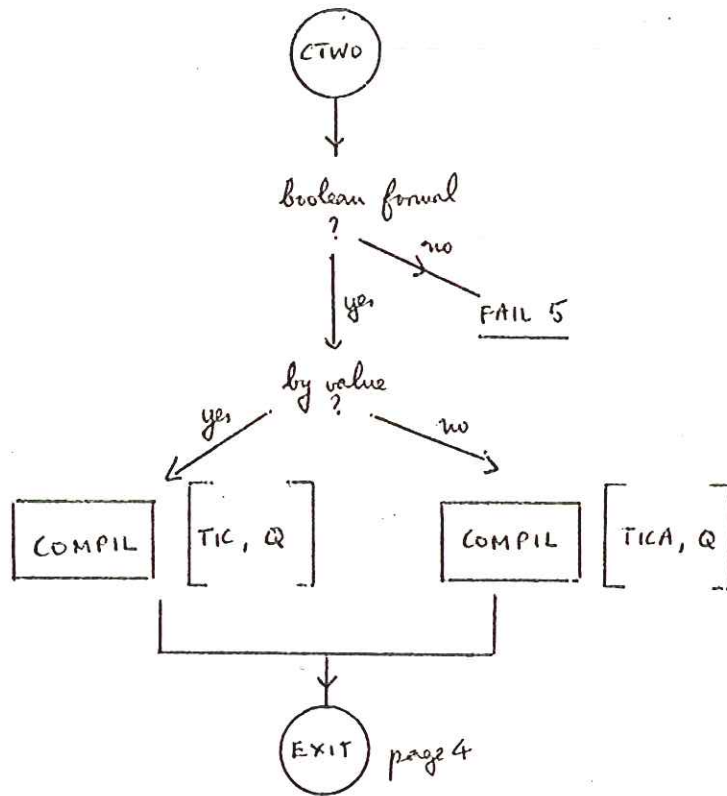 CTWO
boolean formal
?
no
yes
FAIL 5
by value
?
yes
no
COMPIL [TIC, Q]
COMPIL [TICA, Q]
EXIT page 4